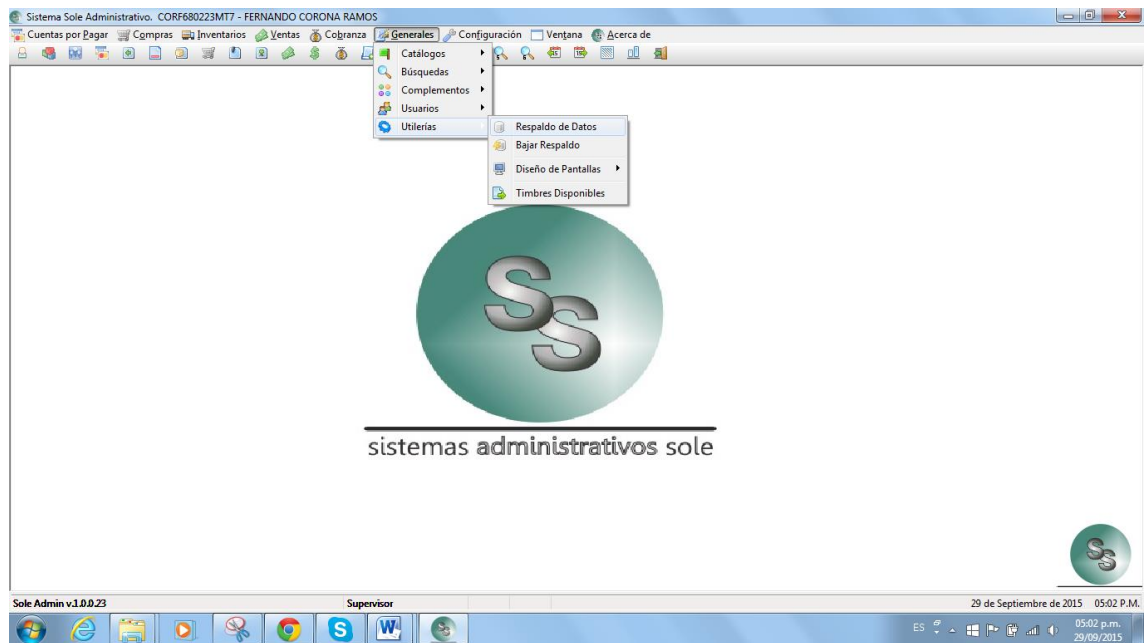 Sistema Sole Administrativo. CORF680223MT7 - FERNANDO CORONA RAMOS
Cuentas por Pagar Compras Inventarios Ventas Cobranza Generales Configuración Ventana Acerca de
Catálogos
Búsquedas
Complementos
Usuarios
Utilerías Respaldo de Datos
Bajar Respaldo
Diseño de Pantallas
Timbres Disponibles
SS
sistemas administrativos sole
SS
Sole Admin v.1.0.0.23 Supervisor 29 de Septiembre de 2015 05:02 P.M.
ES 05:02 p.m.
29/09/2015